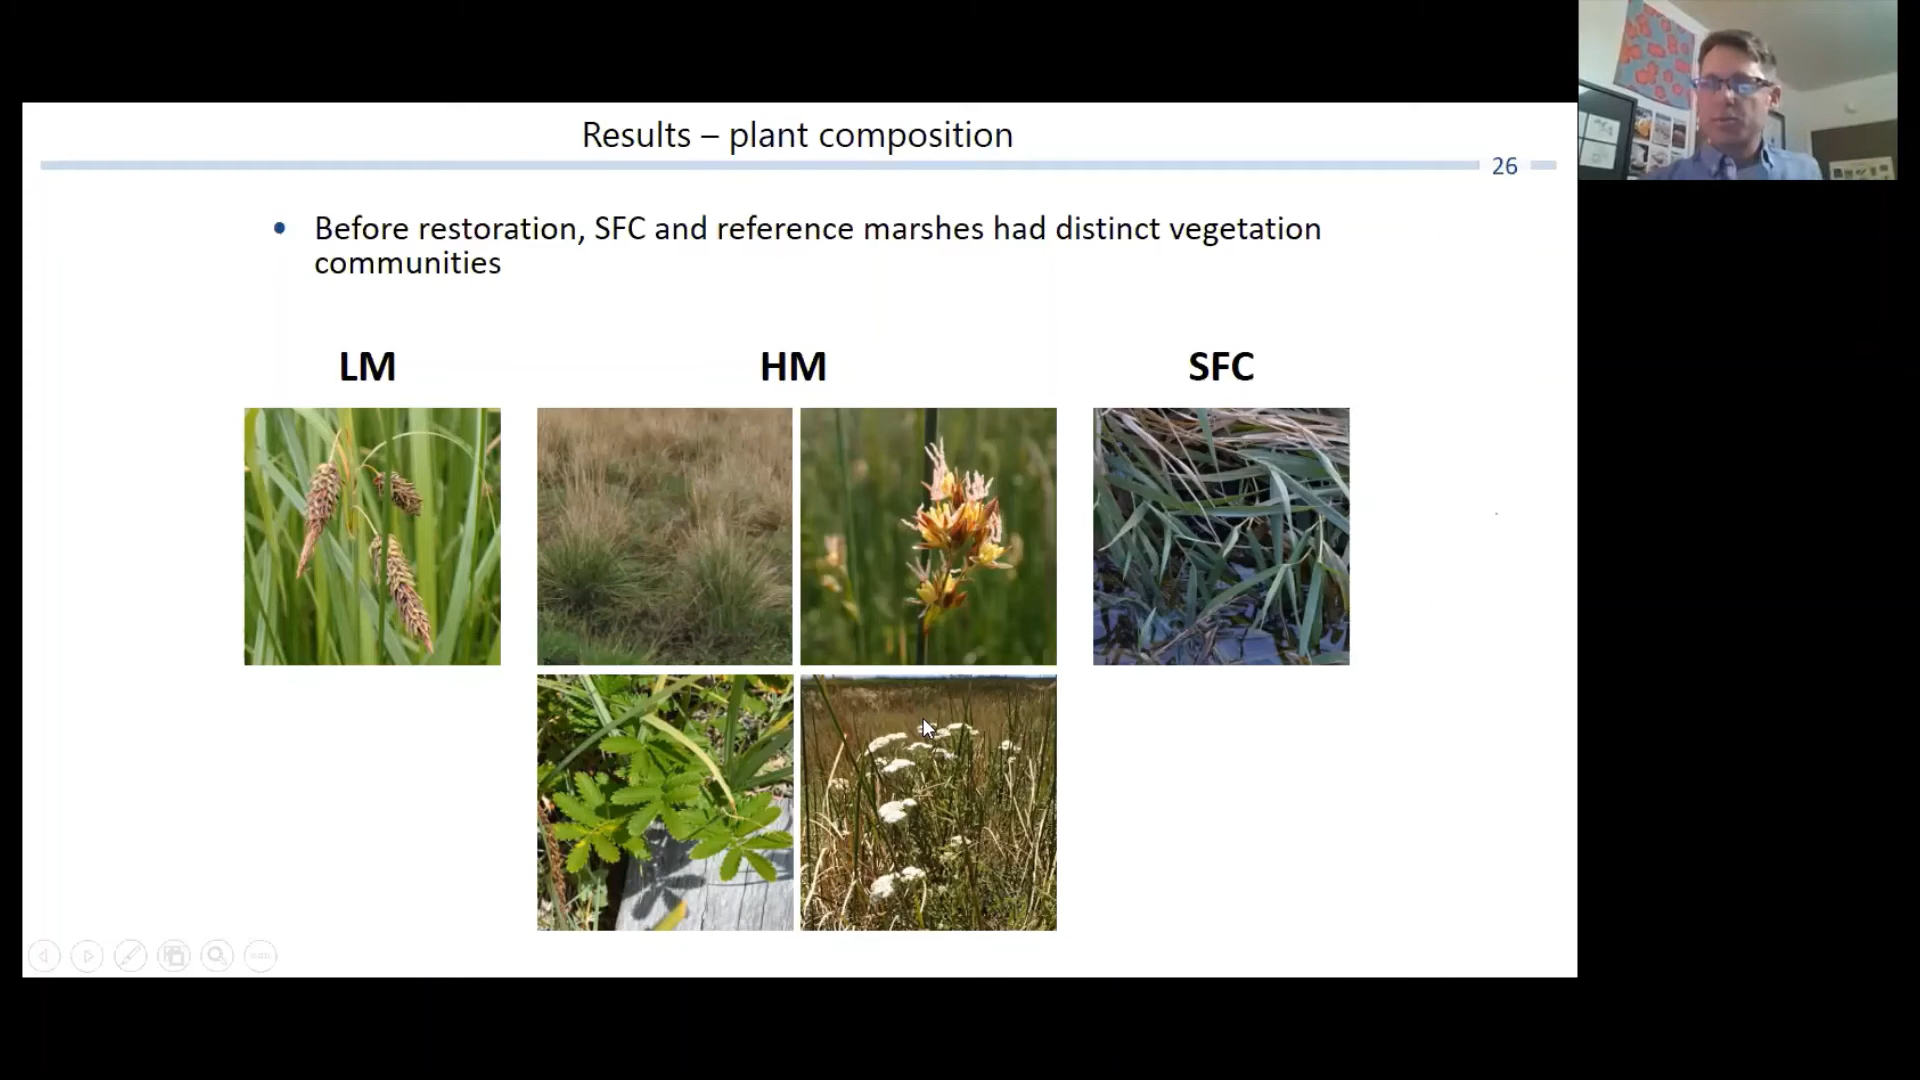 Results – plant composition
26
• Before restoration, SFC and reference marshes had distinct vegetation
communities
LM
HM
SFC